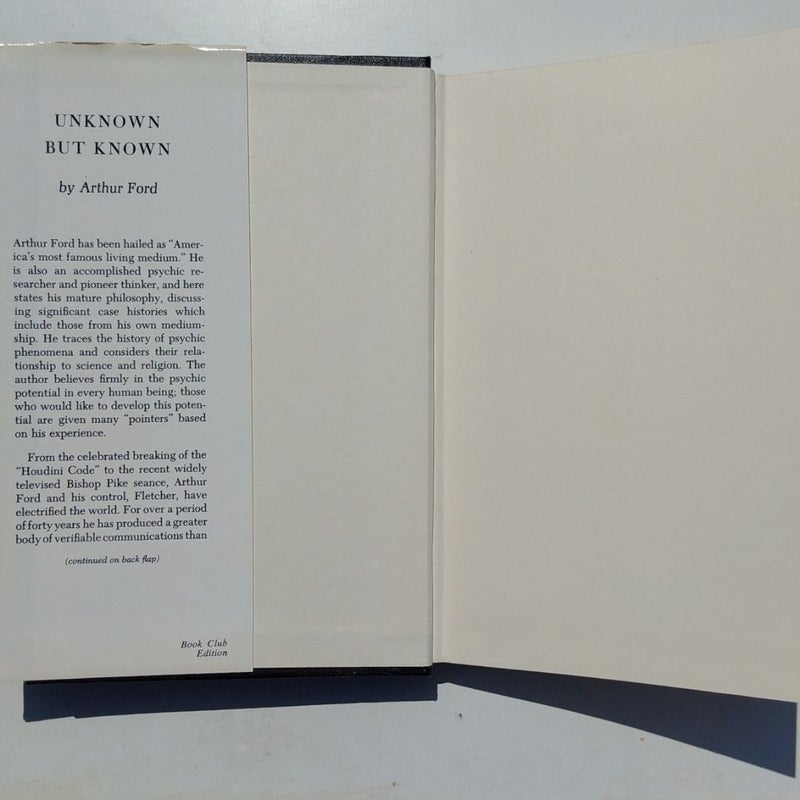 UNKNOWN
BUT KNOWN
by Arthur Ford
Arthur Ford has been hailed as “Amer-
ica’s most famous living medium.” He
is also an accomplished psychic re-
searcher and pioneer thinker, and here
states his mature philosophy, discuss-
ing significant case histories which
include those from his own medium-
ship. He traces the history of psychic
phenomena and considers their rela-
tionship to science and religion. The
author believes firmly in the psychic
potential in every human being; those
who would like to develop this poten-
tial are given many “pointers” based
on his experience.
From the celebrated breaking of the
“Houdini Code” to the recent widely
televised Bishop Pike seance, Arthur
Ford and his control, Fletcher, have
electrified the world. For over a period
of forty years he has produced a greater
body of verifiable communications than
(continued on back flap)
Book Club
Edition